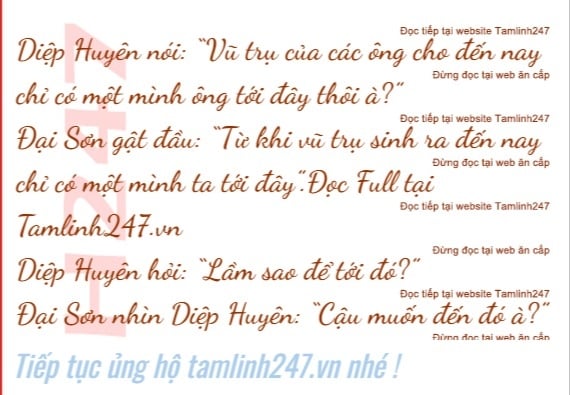 Đọc tiếp tại website Tamlinh247
Diệp Huyên nói: “Vũ trụ của các ông cho đến nay
Đừng đọc tại web ăn cắp
chỉ có một mình ông tới đây thôi à?”
Đọc tiếp tại website Tamlinh247
Đại Sơn gật đầu: “Từ khi vũ trụ sinh ra đến nay
Đừng đọc tại web ăn cắp
chỉ có một mình ta tới đây”.Đọc Full tại
Đọc tiếp tại website Tamlinh247
Tamlinh247.vn
Đừng đọc tại web ăn cắp
Diệp Huyên hỏi: “Lầm sao để tới đó?”
Đọc tiếp tại website Tamlinh247
Đại Sơn nhìn Diệp Huyên: “Cậu muốn đến đó à?”
Đừng đọc tại web ăn cắp
Tiếp tục ủng hộ tamlinh247.vn nhé !
H247